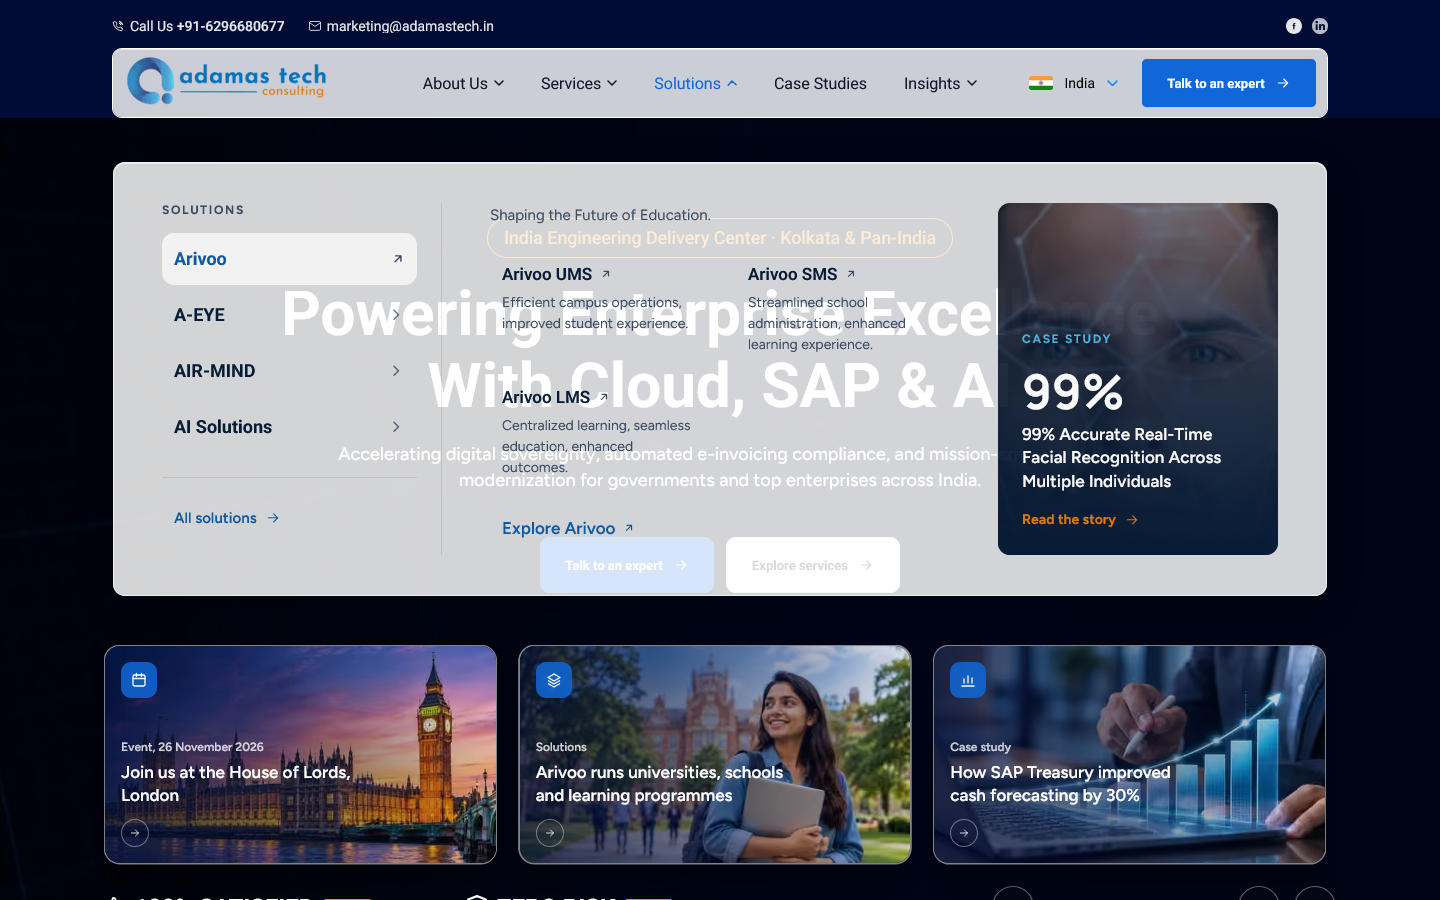 Call Us +91-6296680677
marketing@adamastech.in
adamas tech
consulting
About Us
Services
Solutions
Case Studies
Insights
India
Talk to an expert
SOLUTIONS
Arivoo
A-EYE
AIR-MIND
AI Solutions
All solutions
Shaping the Future of Education.
India Engineering Delivery Center · Kolkata & Pan-India
Arivoo UMS
Efficient campus operations,
improved student experience.
Arivoo SMS
Streamlined school
administration, enhanced
learning experience.
Powering Enterprise Excellence
With Cloud, SAP & A
Arivoo LMS
Centralized learning, seamless
education, enhanced
outcomes.
Accelerating digital sovereignty, automated e-invoicing compliance, and mission-
modernization for governments and top enterprises across India.
Explore Arivoo
Talk to an expert
Explore services
CASE STUDY
99%
99% Accurate Real-Time
Facial Recognition Across
Multiple Individuals
Read the story
Event, 26 November 2026
Join us at the House of Lords,
London
Solutions
Arivoo runs universities, schools
and learning programmes
Case study
How SAP Treasury improved
cash forecasting by 30%